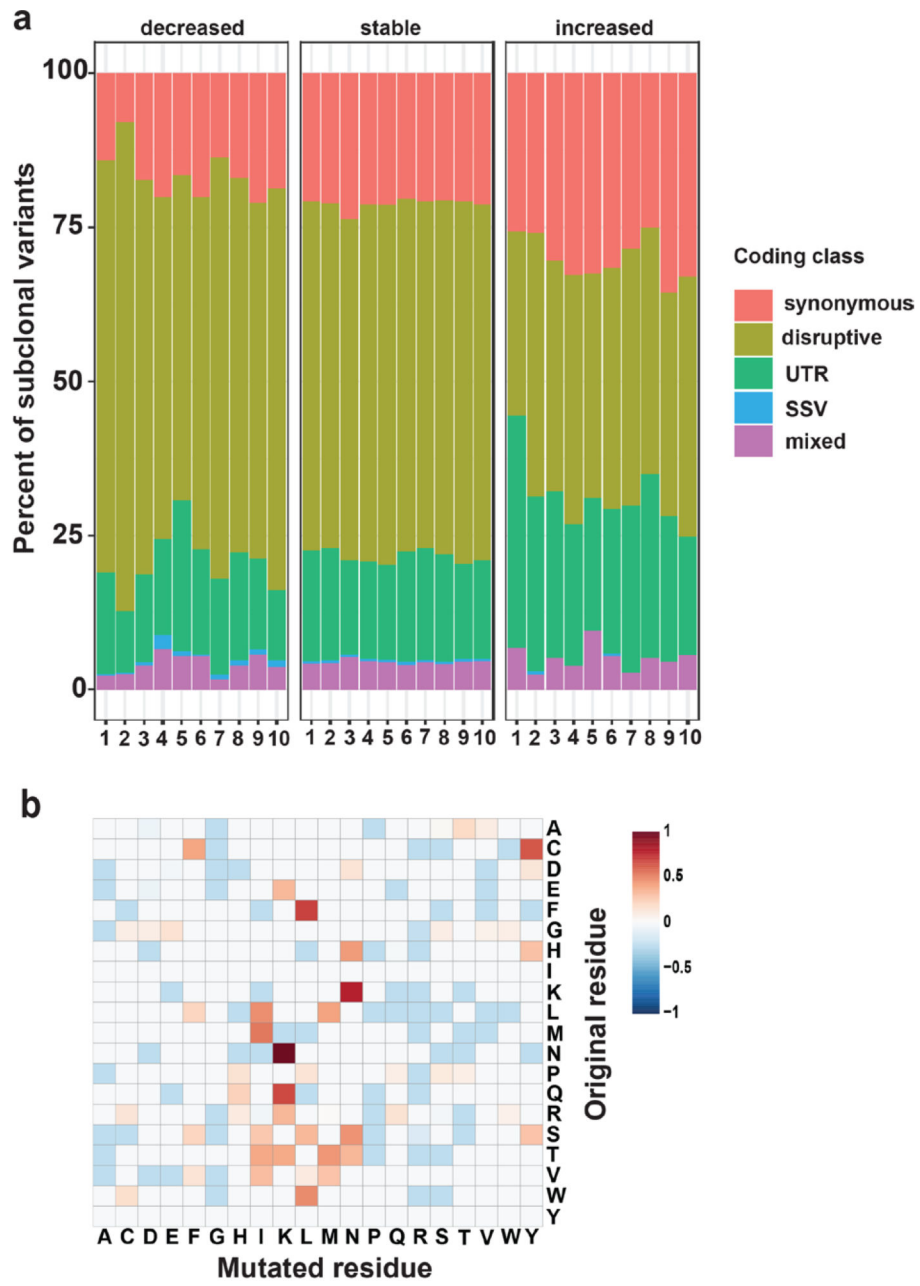 a
decreased stable increased
100
75
50
25
0
Percent of subclonal variants
1 2 3 4 5 6 7 8 9 10 1 2 3 4 5 6 7 8 9 10 1 2 3 4 5 6 7 8 9 10
Coding class
synonymous
disruptive
UTR
SSV
mixed
b
A
C
D
E
F
G
H
I
K
L
M
N
P
Q
R
S
T
V
W
Y
Original residue
1
0.5
0
−0.5
−1
A C D E F G H I K L M N P Q R S T V W Y
Mutated residue